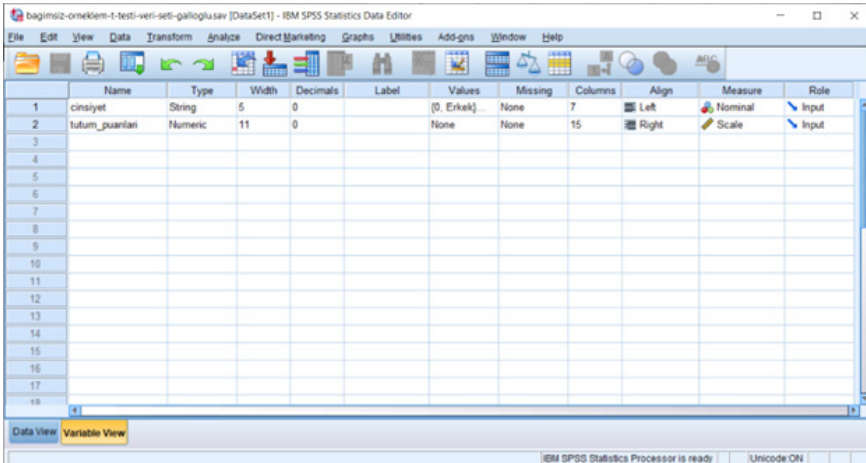 bagimsiz-orneklem-t-testi-veri-seti-gallioglu.sav [DataSet1] - IBM SPSS Statistics Data Editor
File Edit View Data Transform Analyze Direct Marketing Graphs Utilities Add-ons Window Help
Name Type Width Decimals Label Values Missing Columns Align Measure Role
1 cinsiyet String 5 0 {0, Erkek}... None 7 Left Nominal Input
2 tutum_puanlari Numeric 11 0 None None 15 Right Scale Input
3
4
5
6
7
8
9
10
11
12
13
14
15
16
17
18
Data View Variable View
IBM SPSS Statistics Processor is ready Unicode:ON